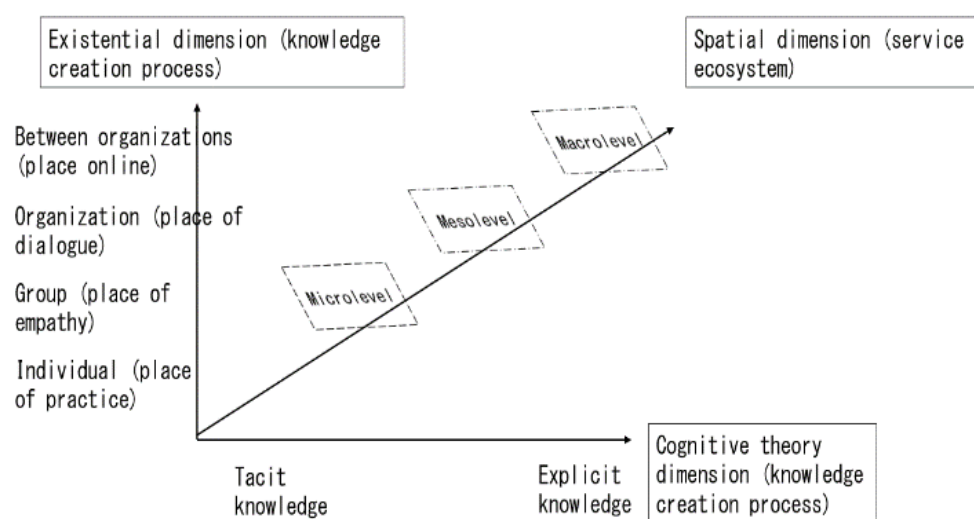 Existential dimension (knowledge
creation process)
Spatial dimension (service
ecosystem)
Between organizations
(place online)
Macrolevel
Organization (place of
dialogue)
Mesolevel
Group (place of
empathy)
Microlevel
Individual (place
of practice)
Tacit
knowledge
Explicit
knowledge
Cognitive theory
dimension (knowledge
creation process)